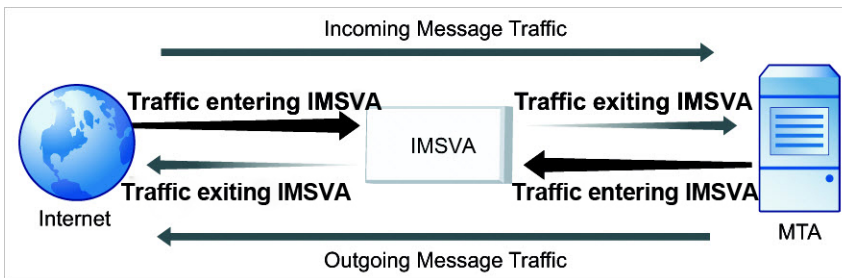 Incoming Message Traffic
Traffic entering IMSVA
Traffic exiting IMSVA
IMSVA
Traffic exiting IMSVA
Traffic entering IMSVA
Internet
MTA
Outgoing Message Traffic